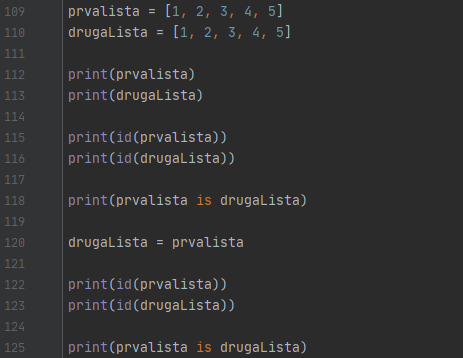 109 prvalista = [1, 2, 3, 4, 5]
110 drugaLista = [1, 2, 3, 4, 5]
111
112 print(prvalista)
113 print(drugaLista)
114
115 print(id(prvalista))
116 print(id(drugaLista))
117
118 print(prvalista is drugaLista)
119
120 drugaLista = prvalista
121
122 print(id(prvalista))
123 print(id(drugaLista))
124
125 print(prvalista is drugaLista)